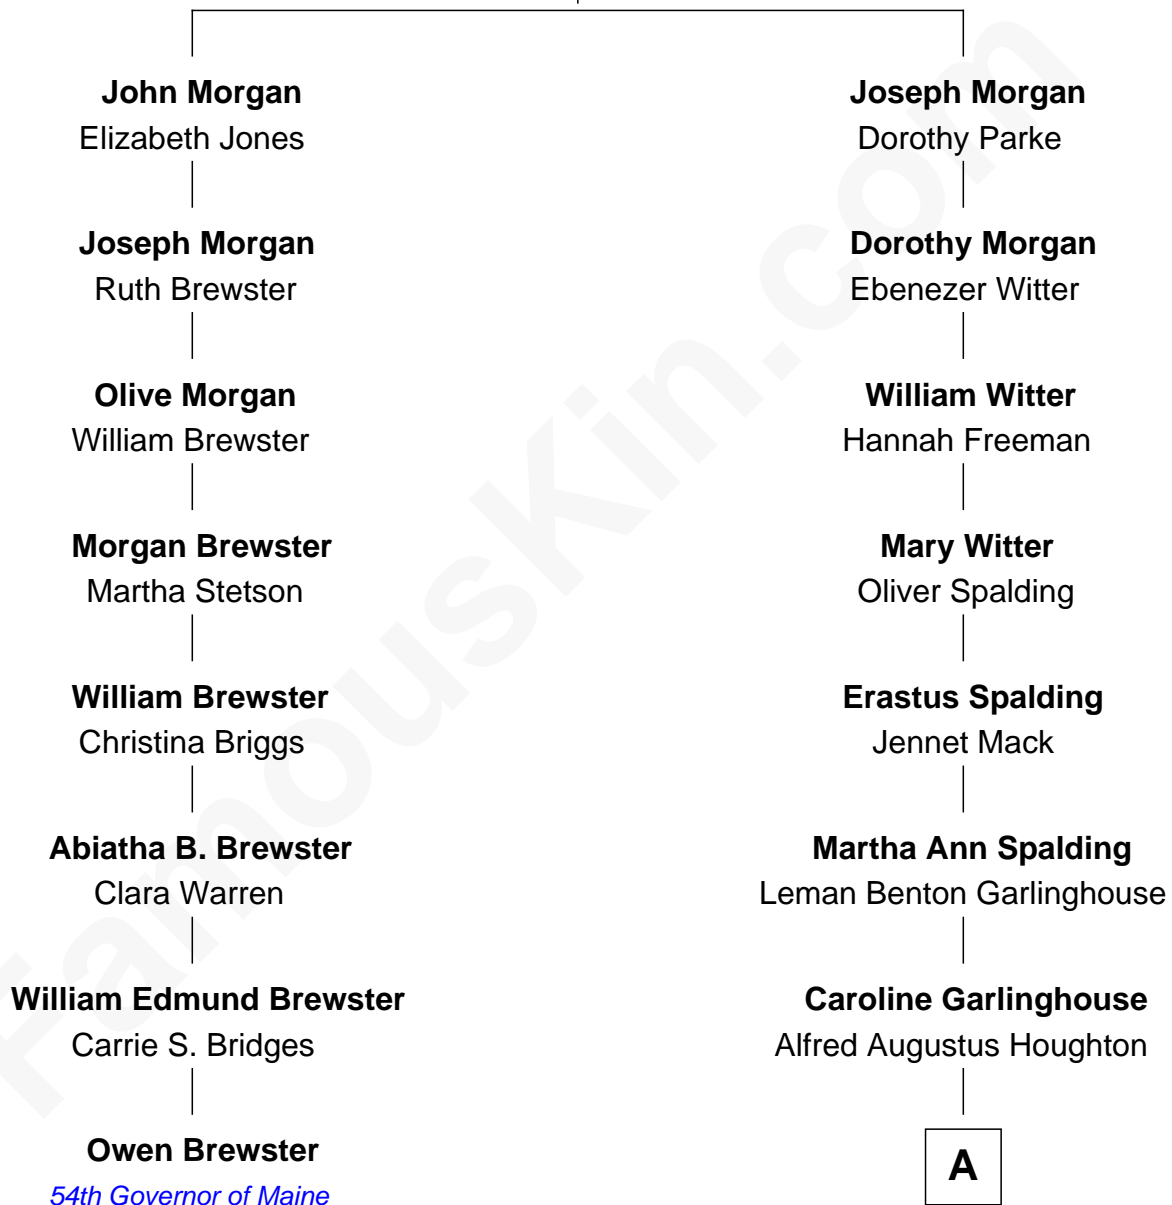 John Morgan
Elizabeth Jones
Joseph Morgan
Ruth Brewster
Olive Morgan
William Brewster
Morgan Brewster
Martha Stetson
William Brewster
Christina Briggs
Abiatha B. Brewster
Clara Warren
William Edmund Brewster
Carrie S. Bridges
Owen Brewster
54th Governor of Maine
Joseph Morgan
Dorothy Parke
Dorothy Morgan
Ebenezer Witter
William Witter
Hannah Freeman
Mary Witter
Oliver Spalding
Erastus Spalding
Jennet Mack
Martha Ann Spalding
Leman Benton Garlinghouse
Caroline Garlinghouse
Alfred Augustus Houghton
A
FamousKin.com